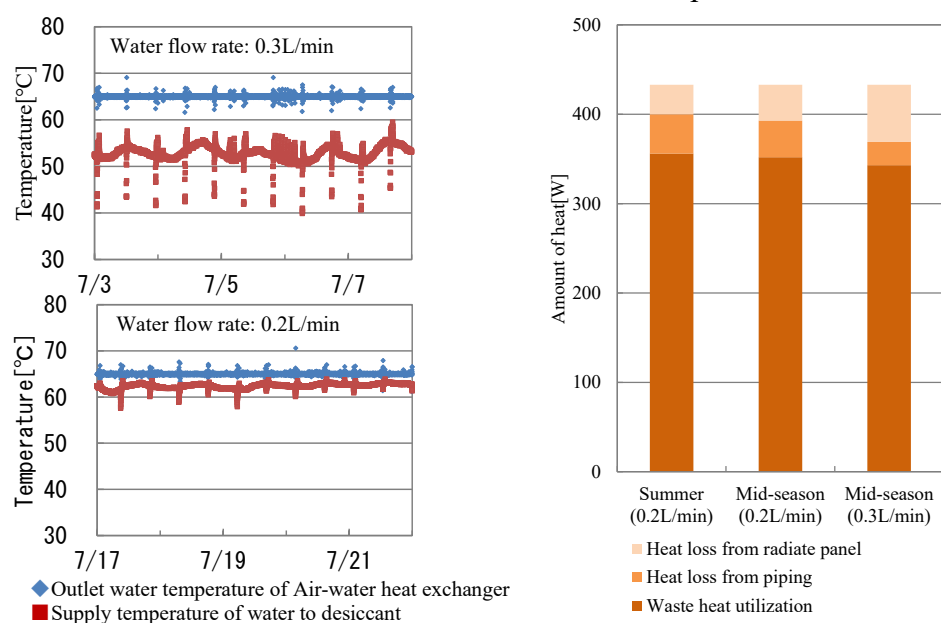 80
Water flow rate: 0.3L/min
70
60
50
40
30
Temperature[℃]
7/3
7/5
7/7
80
Water flow rate: 0.2L/min
70
60
50
40
30
Temperature[℃]
7/17
7/19
7/21
Outlet water temperature of Air-water heat exchanger
Supply temperature of water to desiccant
500
400
300
200
100
0
Amount of heat[W]
Summer
(0.2L/min)
Mid-season
(0.2L/min)
Mid-season
(0.3L/min)
Heat loss from radiate panel
Heat loss from piping
Waste heat utilization